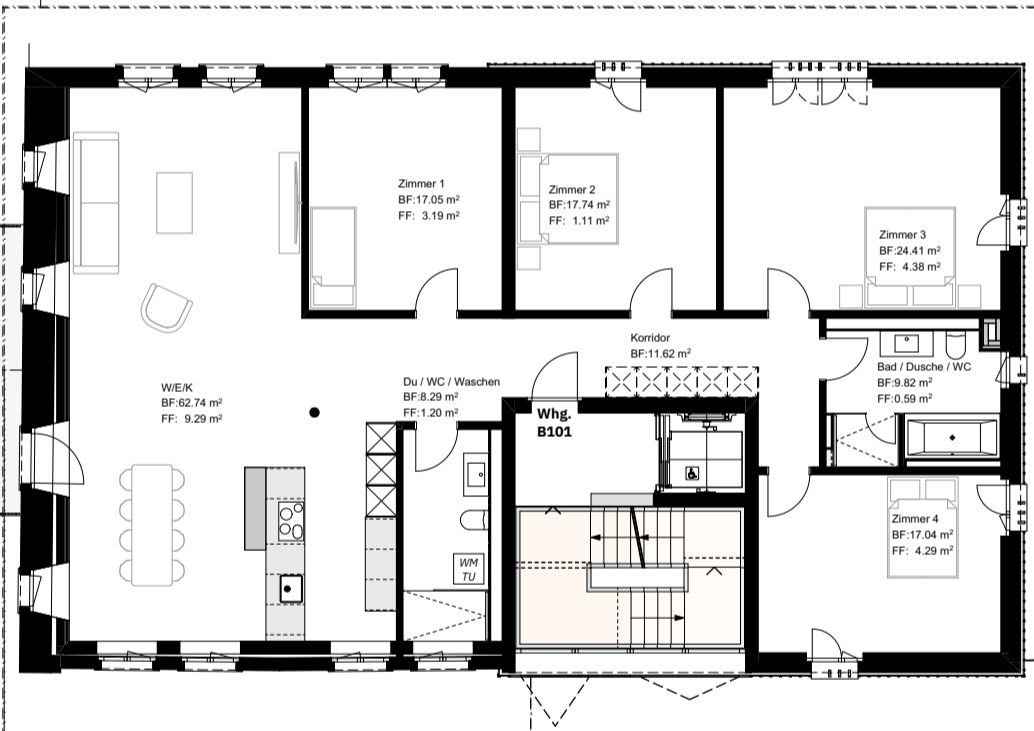 Zimmer 1
BF:17.05 m²
FF: 3.19 m²
Zimmer 2
BF:17.74 m²
FF: 1.11 m²
Zimmer 3
BF:24.41 m²
FF: 4.38 m²
Korridor
BF:11.62 m²
Bad / Dusche / WC
BF:9.82 m²
FF:0.59 m²
W/E/K
BF:62.74 m²
FF: 9.29 m²
Du / WC / Waschen
BF:8.29 m²
FF:1.20 m²
Whg.
B101
Zimmer 4
BF:17.04 m²
FF: 4.29 m²
WM
TU